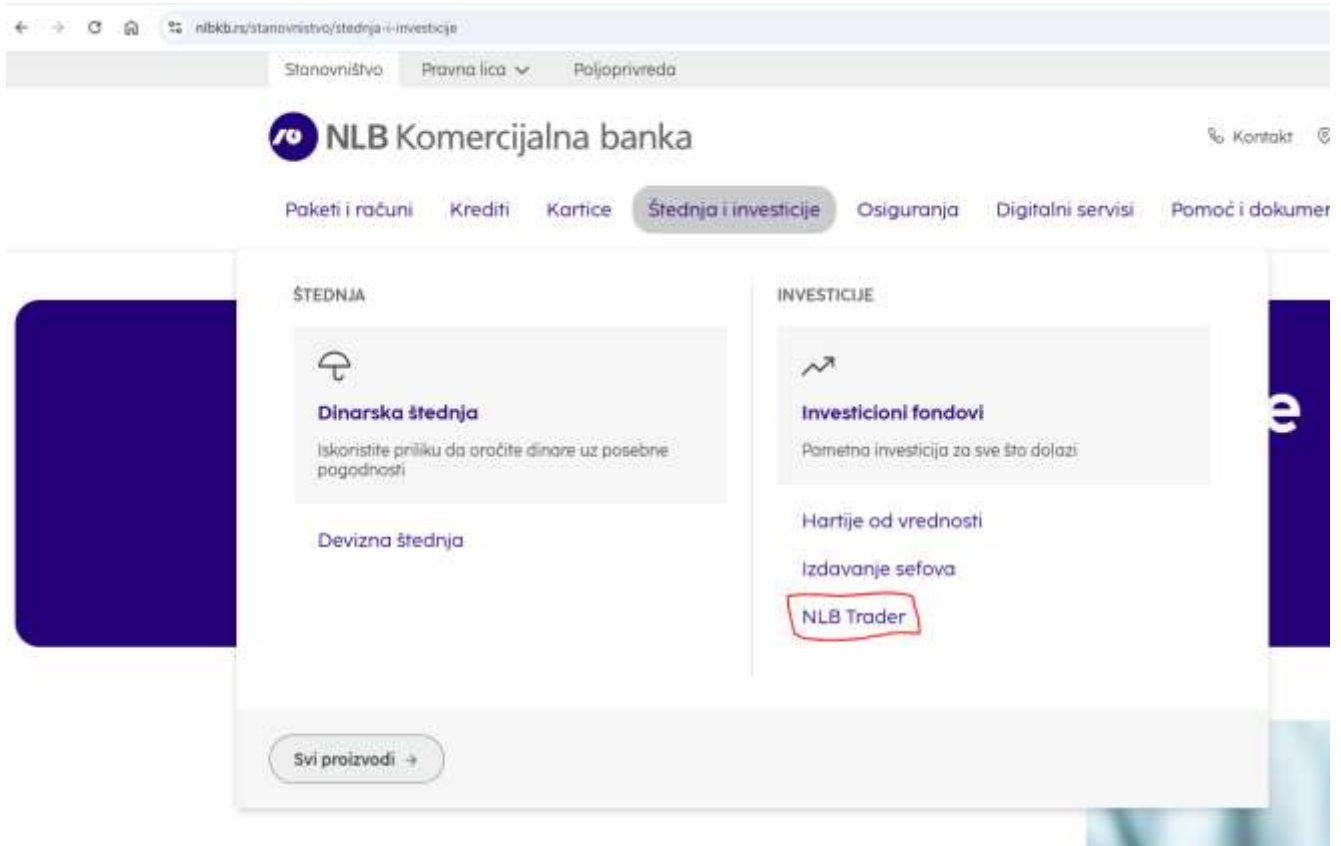 nlbkb.rs/stanovnistvo/stednja-i-investicije
Stanovništvo Pravna lica Poljoprivreda
NLB Komercijalna banka
Kontakt
Paketi i računi Krediti Kartice Štednja i investicije Osiguranja Digitalni servisi Pomoć i dokumen
ŠTEDNJA
Dinarska štednja
Iskoristite priliku da oročite dinare uz posebne
pogodnosti
Devizna štednja
INVESTICIJE
Investicioni fondovi
Pametna investicija za sve što dolazi
Hartije od vrednosti
Izdavanje sefova
NLB Trader
e
Svi proizvodi →